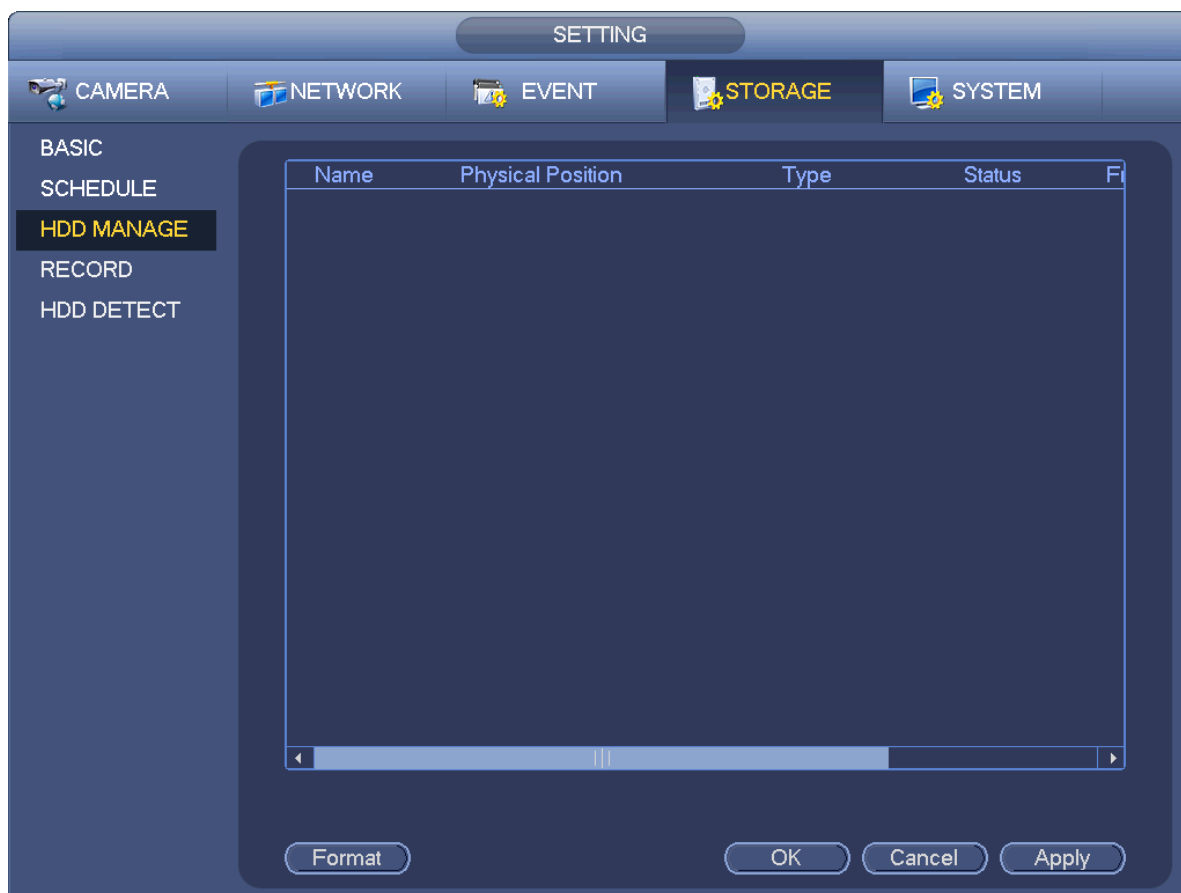 SETTING
CAMERA NETWORK EVENT STORAGE SYSTEM
BASIC
SCHEDULE
HDD MANAGE
RECORD
HDD DETECT
Name Physical Position Type Status
Format OK Cancel Apply